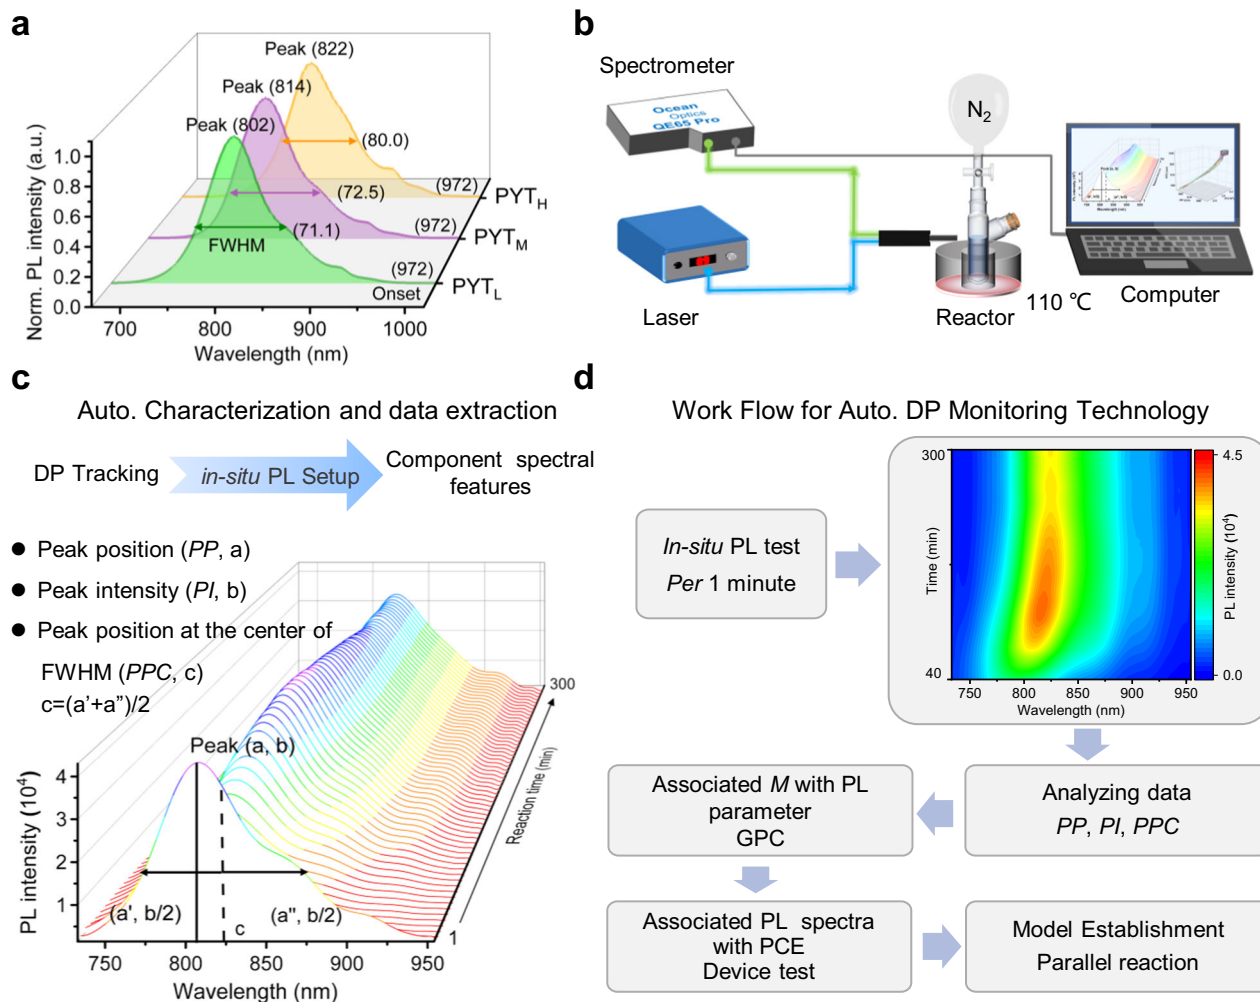 a
Peak (822)
Peak (814)
Peak (802)
(80.0)
(72.5)
(71.1)
FWHM
(972)
(972)
(972)
Onset
PYT_H
PYT_M
PYT_L
Norm. PL intensity (a.u.)
1.0
0.8
0.6
0.4
0.2
0.0
700 800 900 1000
Wavelength (nm)
b
Spectrometer
Ocean
Optics
QE65 Pro
N2
Laser
Reactor
110 ℃
Computer
c
Auto. Characterization and data extraction
DP Tracking
in-situ PL Setup
Component spectral
features
● Peak position (PP, a)
● Peak intensity (PI, b)
● Peak position at the center of
FWHM (PPC, c)
c=(a'+a")/2
Peak (a, b)
(a', b/2)
(a", b/2)
c
PL intensity (10⁴)
4
3
2
1
750 800 850 900 950
Wavelength (nm)
1
Reaction time (min)
300
d
Work Flow for Auto. DP Monitoring Technology
In-situ PL test
Per 1 minute
300
Time (min)
40
750 800 850 900 950
Wavelength (nm)
4.5
PL intensity (10⁴)
0.0
Analyzing data
PP, PI, PPC
Associated M with PL
parameter
GPC
Associated PL spectra
with PCE
Device test
Model Establishment
Parallel reaction